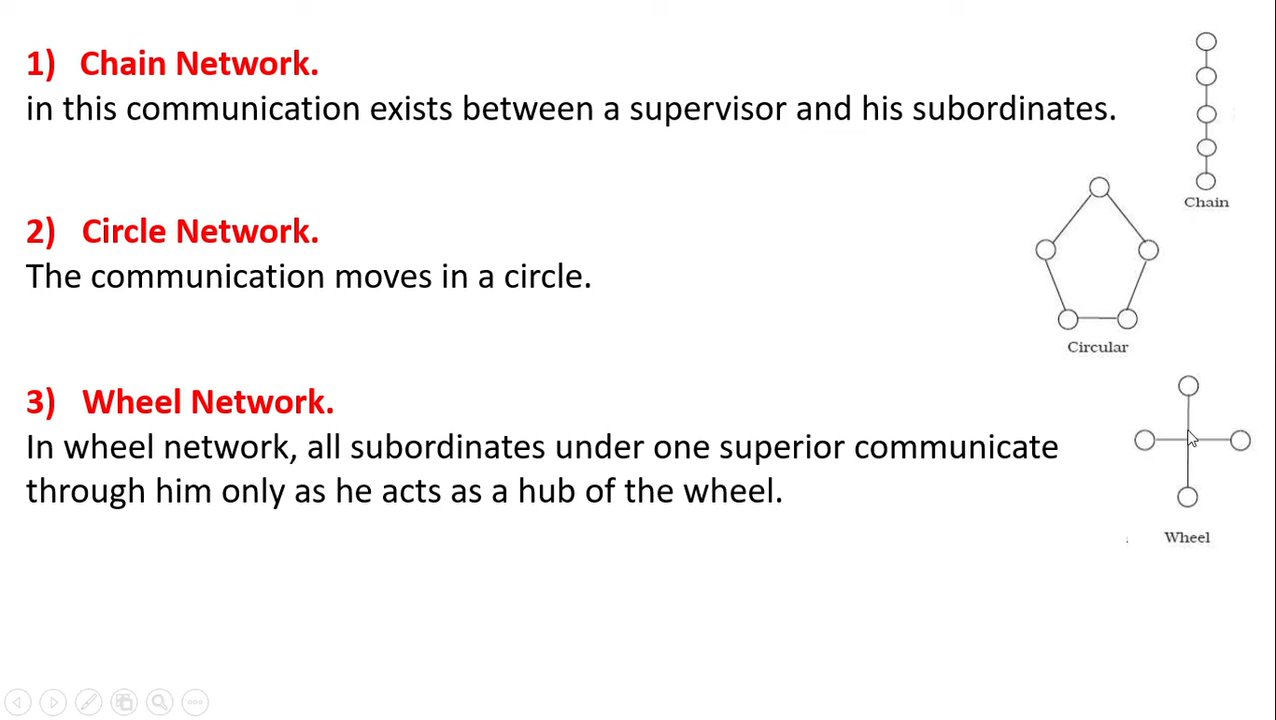 1) Chain Network.
in this communication exists between a supervisor and his subordinates.
Chain
2) Circle Network.
The communication moves in a circle.
Circular
3) Wheel Network.
In wheel network, all subordinates under one superior communicate
through him only as he acts as a hub of the wheel.
Wheel